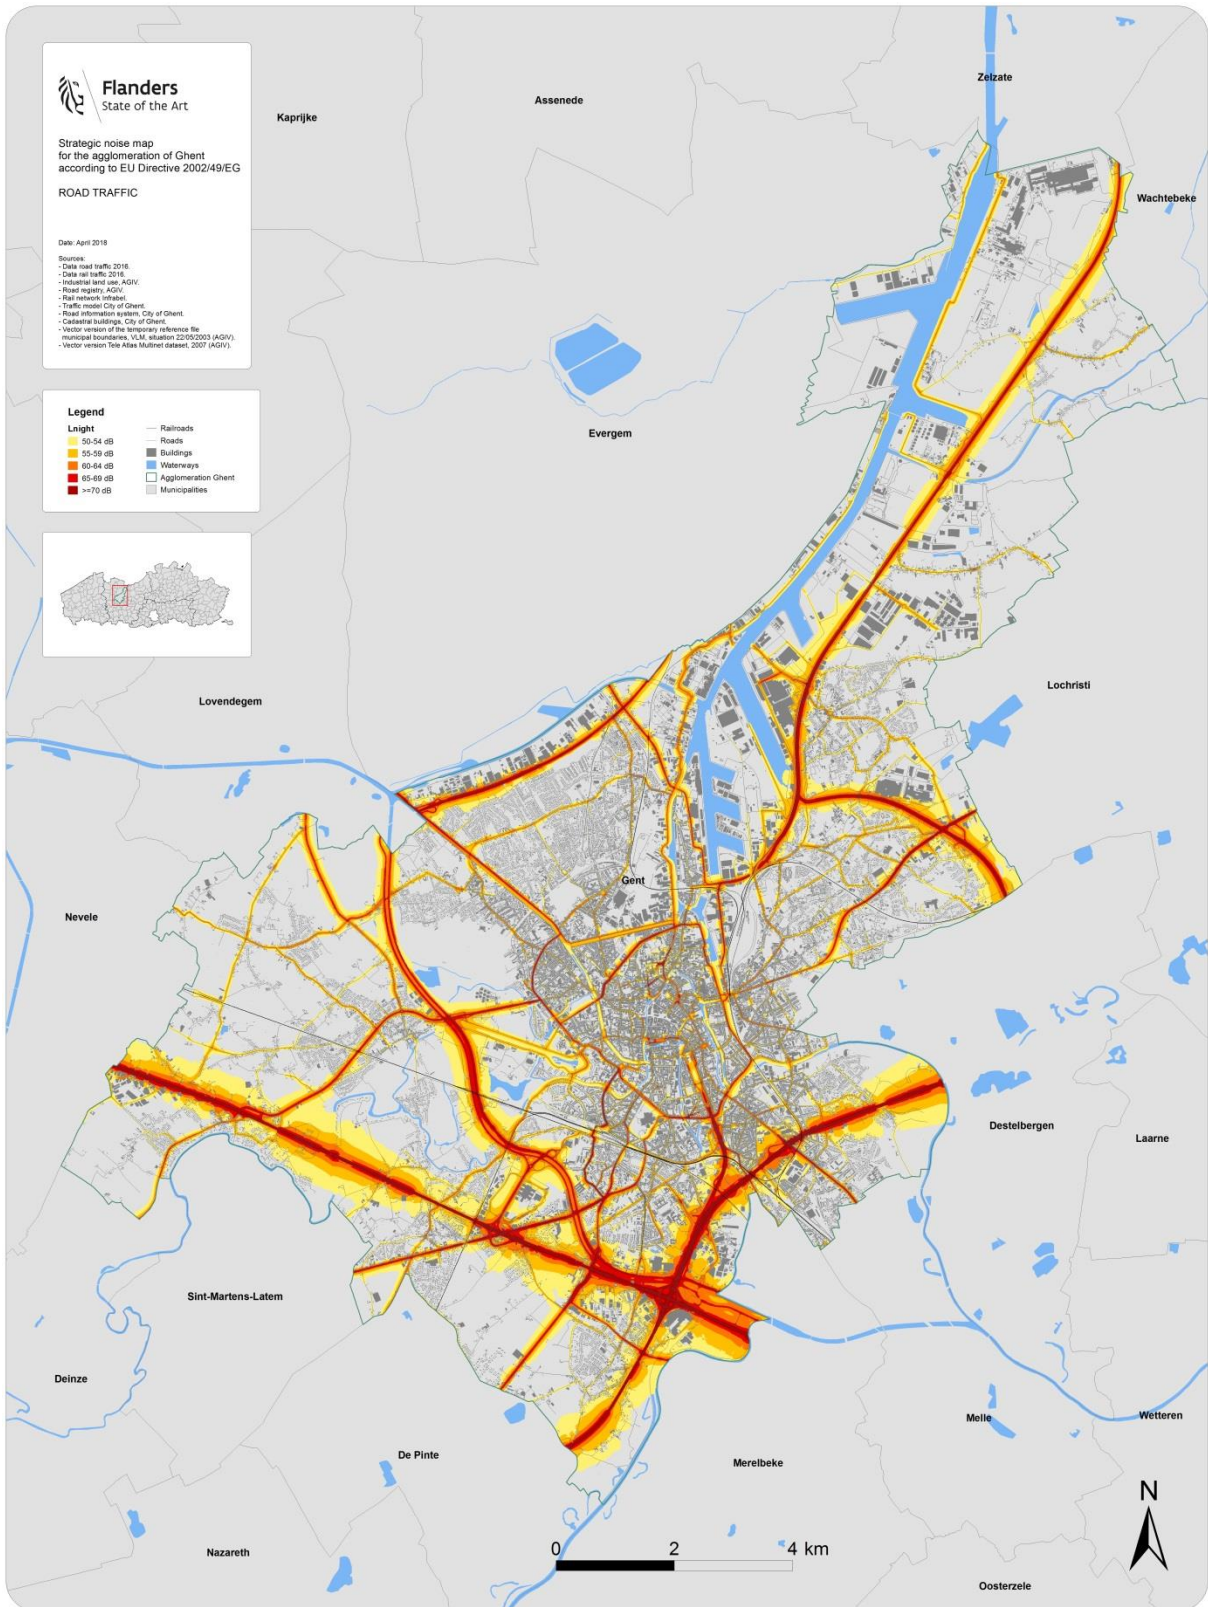 Flanders
State of the Art
Strategic noise map
for the agglomeration of Ghent
according to EU Directive 2002/49/EG
ROAD TRAFFIC
Date: April 2018
Sources:
- Data road traffic 2016.
- Data rail traffic 2016.
- Industrial land use, AGIV.
- Road registry, AGIV.
- Rail network Infrabel.
- Traffic model City of Ghent.
- Road information system, City of Ghent.
- Cadastral buildings, City of Ghent.
- Vector version of the temporary reference file
municipal boundaries, VLM, situation 22/05/2003 (AGIV).
- Vector version Tele Atlas Multinet dataset, 2007 (AGIV).
Legend
Lnight
50-54 dB
55-59 dB
60-64 dB
65-69 dB
>=70 dB
Railroads
Roads
Buildings
Waterways
Agglomeration Ghent
Municipalities
Zelzate
Assenede
Kaprijke
Wachtebeke
Evergem
Lochristi
Lovendegem
Gent
Nevele
Destelbergen
Laarne
Sint-Martens-Latem
Deinze
Wetteren
Melle
De Pinte
Merelbeke
N
0 2 4 km
Nazareth
Oosterzele